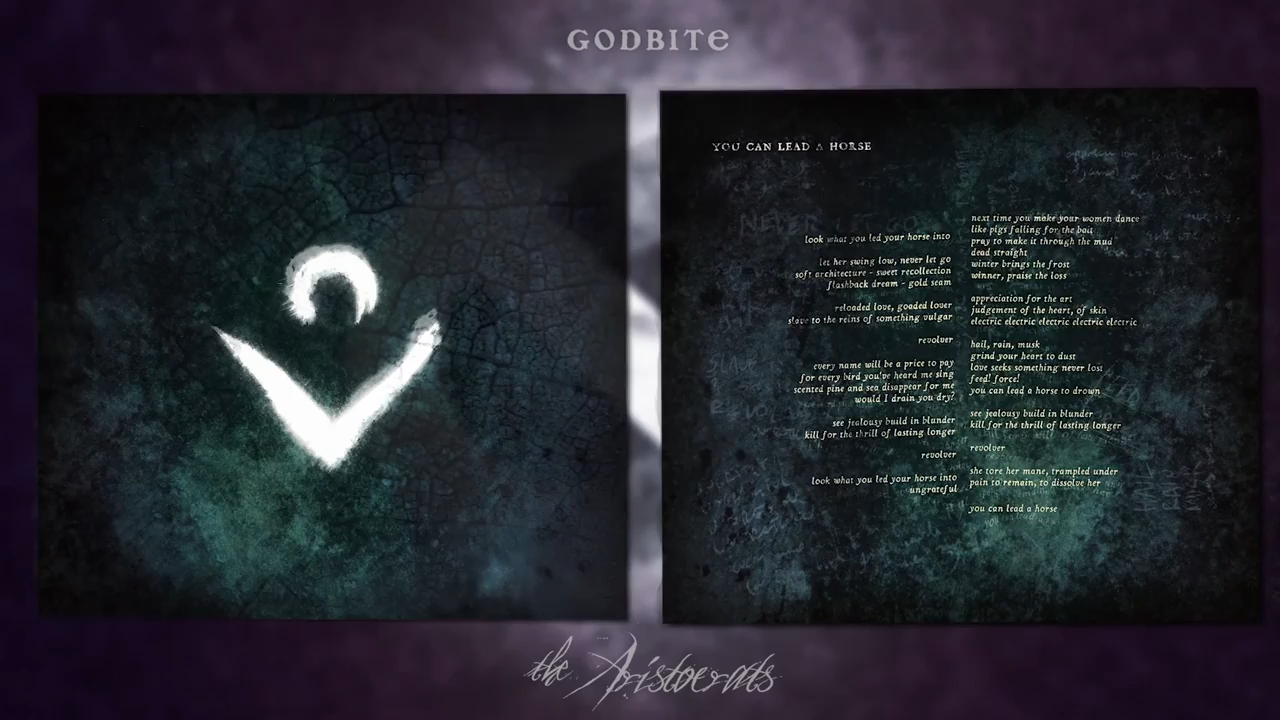 GODBITE
YOU CAN LEAD A HORSE
look what you led your horse into
let her swing low, never let go
soft architecture - sweet recollection
flashback dream - gold seam
reloaded love, goaded lover
slave to the reins of something vulgar
revolver
every name will be a price to pay
for every bird you've heard me sing
scented pine and sea disappear for me
would I drain you dry?
see jealousy build in blunder
kill for the thrill of lasting longer
revolver
look what you led your horse into
ungrateful
next time you make your women dance
like pigs falling for the bait
pray to make it through the mud
dead straight
winter brings the frost
winner, praise the loss
appreciation for the art
judgement of the heart, of skin
electric electric electric electric electric
hail, rain, musk
grind your heart to dust
love seeks something never lost
feed! force!
you can lead a horse to drown
see jealousy build in blunder
kill for the thrill of lasting longer
revolver
she tore her mane, trampled under
pain to remain, to dissolve her
you can lead a horse
NEVER LET GO
the Aristocrats